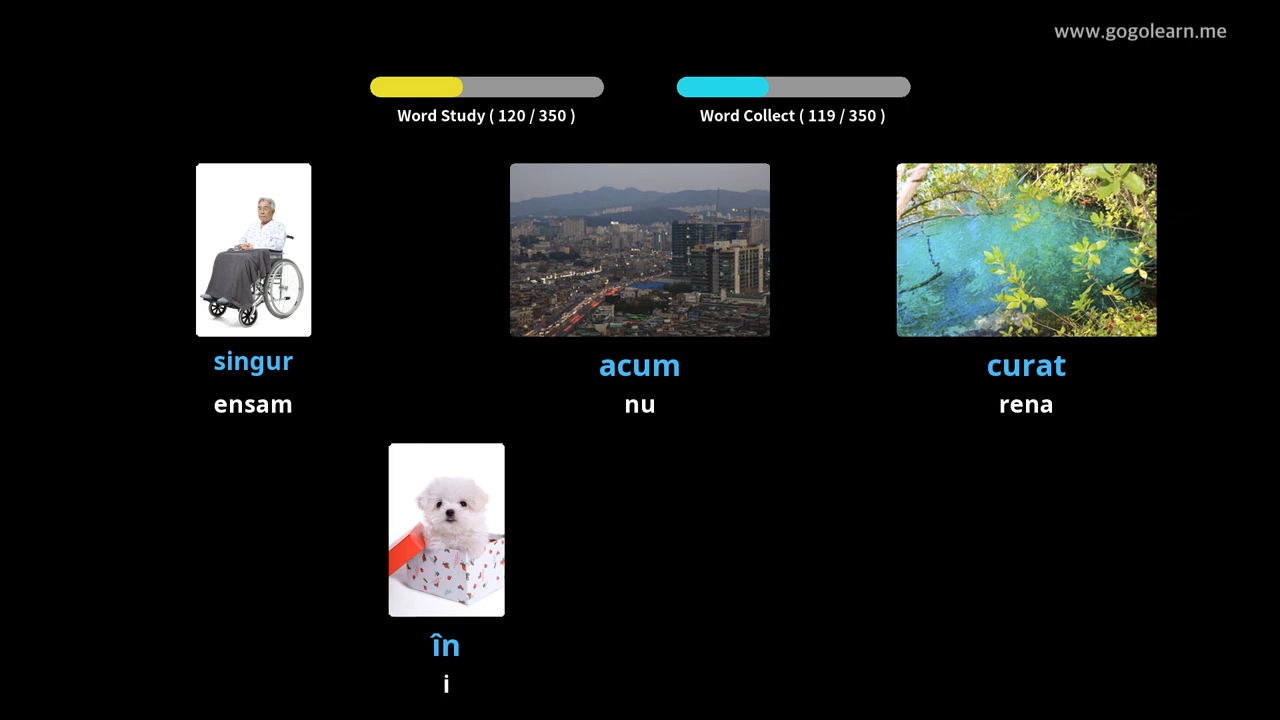 www.gogolearn.me
Word Study ( 120 / 350 )
Word Collect ( 119 / 350 )
singur
ensam
acum
nu
curat
rena
în
i